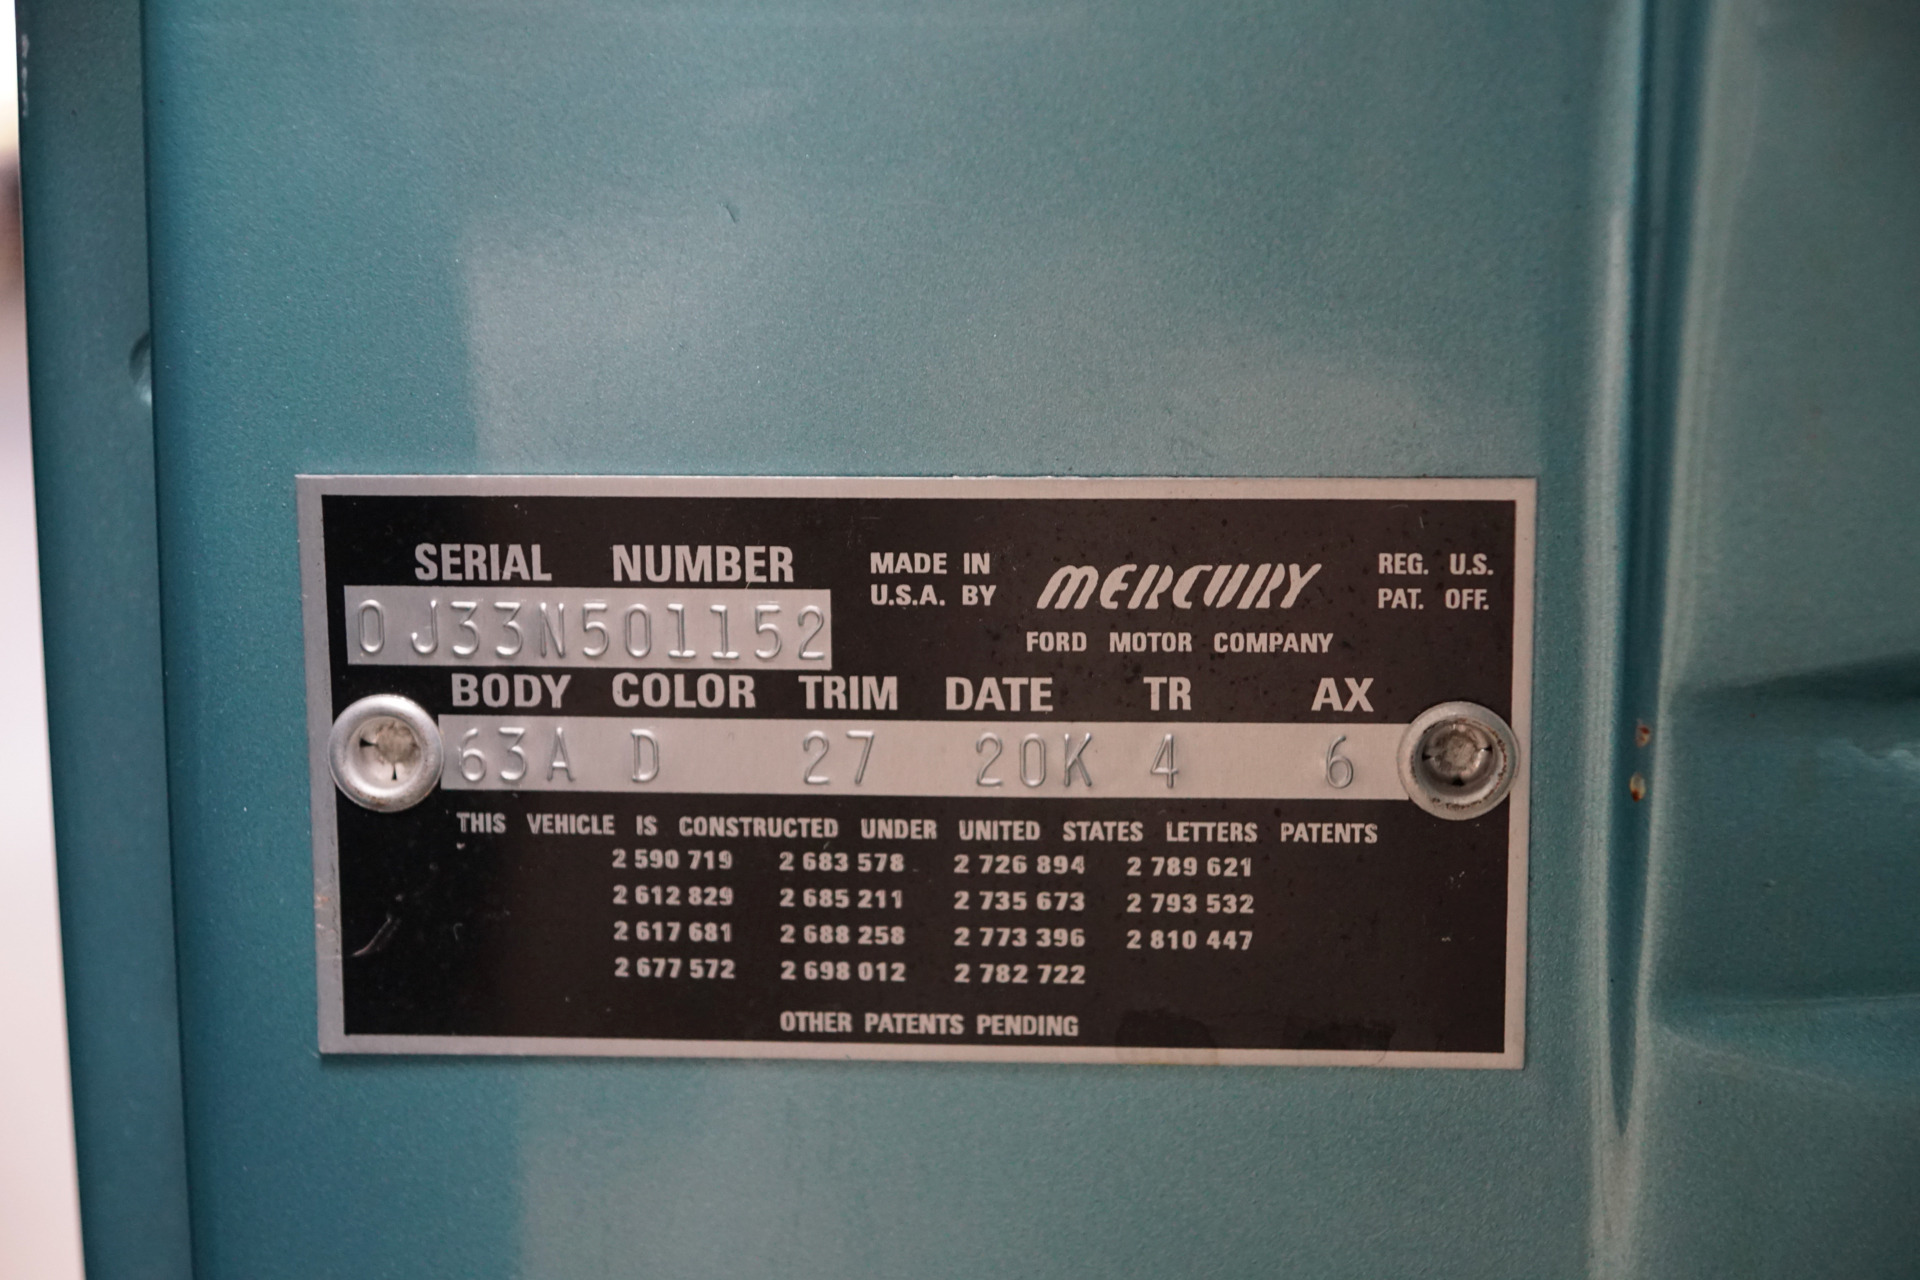 SERIAL NUMBER
MADE IN
U.S.A. BY
MERCURY
REG. U.S.
PAT. OFF.
0J33N501152
FORD MOTOR COMPANY
BODY COLOR TRIM DATE TR AX
63A D 27 20K 4 6
THIS VEHICLE IS CONSTRUCTED UNDER UNITED STATES LETTERS PATENTS
2 590 719 2 683 578 2 726 894 2 789 621
2 612 829 2 685 211 2 735 673 2 793 532
2 617 681 2 688 258 2 773 396 2 810 447
2 677 572 2 698 012 2 782 722
OTHER PATENTS PENDING